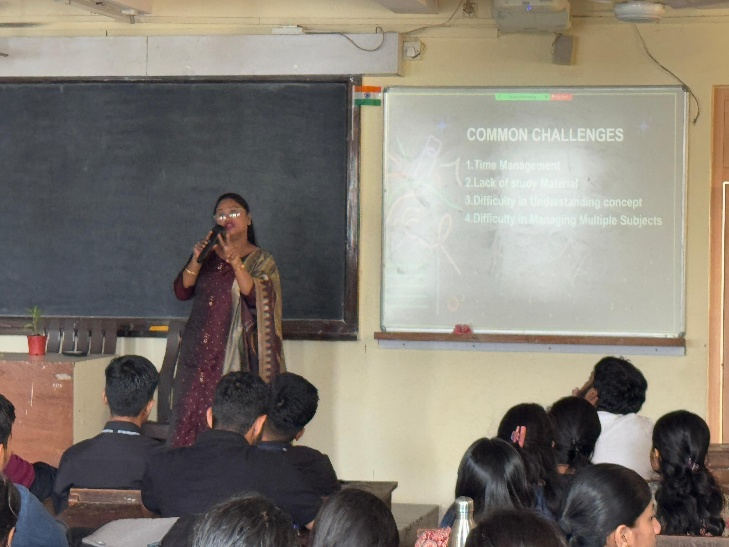 COMMON CHALLENGES
1.Time Management
2.Lack of study Material
3.Difficulty in Understanding concept
4.Difficulty in Managing Multiple Subjects